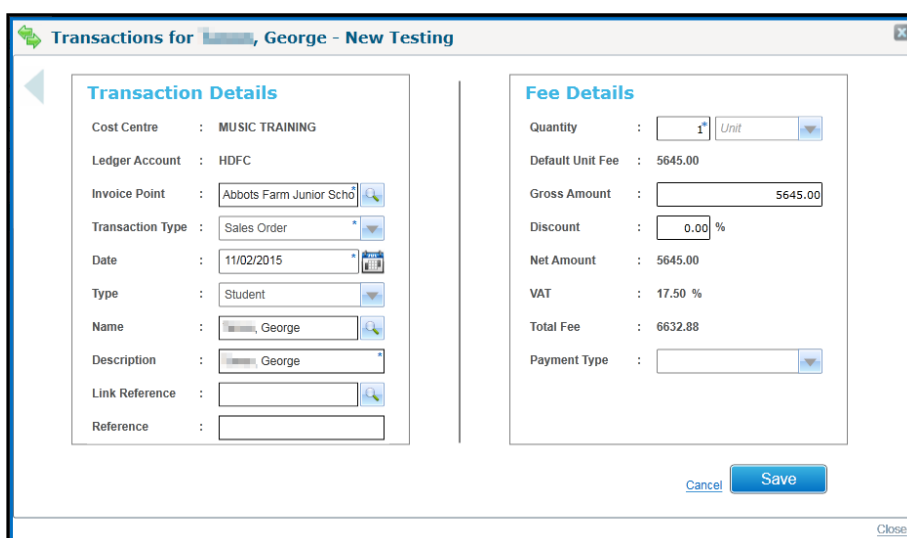 Transactions for , George - New Testing
Transaction Details
Cost Centre : MUSIC TRAINING
Ledger Account : HDFC
Invoice Point : Abbots Farm Junior Scho *
Transaction Type : Sales Order *
Date : 11/02/2015 *
Type : Student
Name : , George
Description : , George *
Link Reference :
Reference :
Fee Details
Quantity : 1* Unit
Default Unit Fee : 5645.00
Gross Amount : 5645.00
Discount : 0.00 %
Net Amount : 5645.00
VAT : 17.50 %
Total Fee : 6632.88
Payment Type :
Cancel Save
Close